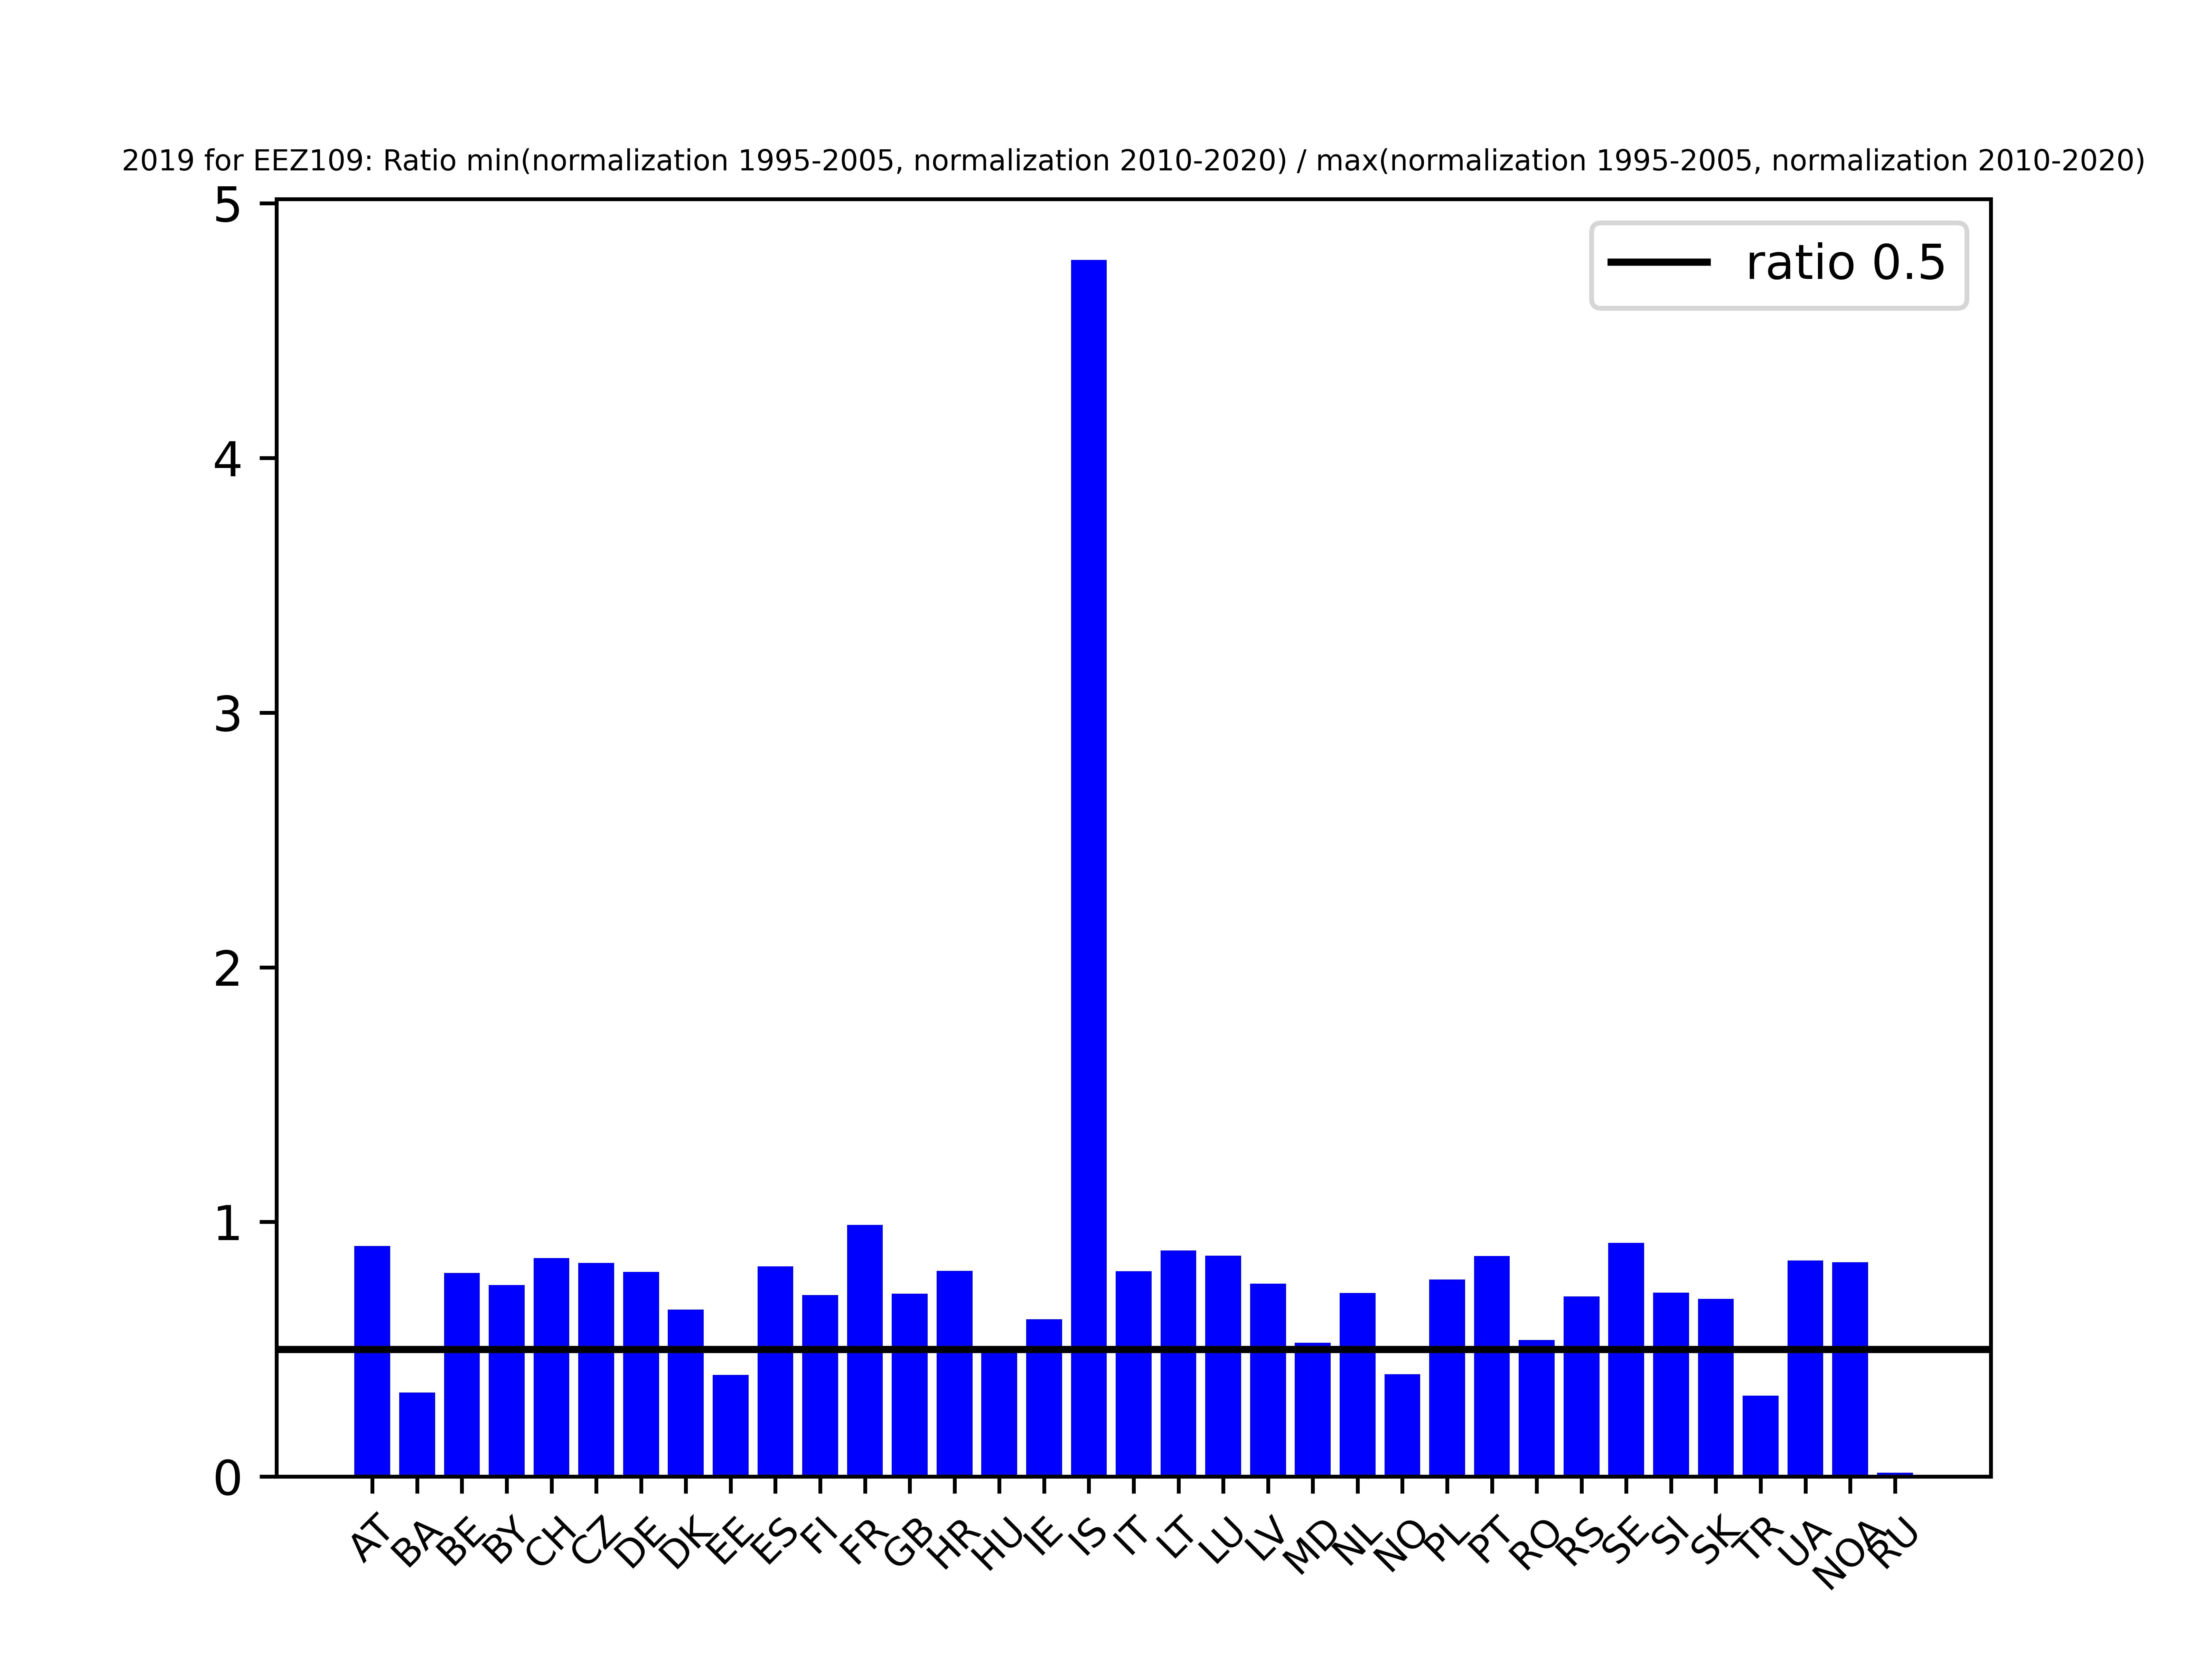 2019 for EEZ109: Ratio min(normalization 1995-2005, normalization 2010-2020) / max(normalization 1995-2005, normalization 2010-2020)
ratio 0.5
5
4
3
2
1
0
AT BA BE BY CH CZ DE DK EE ES FI FR GB HR HU IE IS IT LT LU LV MD NL NO PL PT RO RS SE SI SK TR UA NOA RU